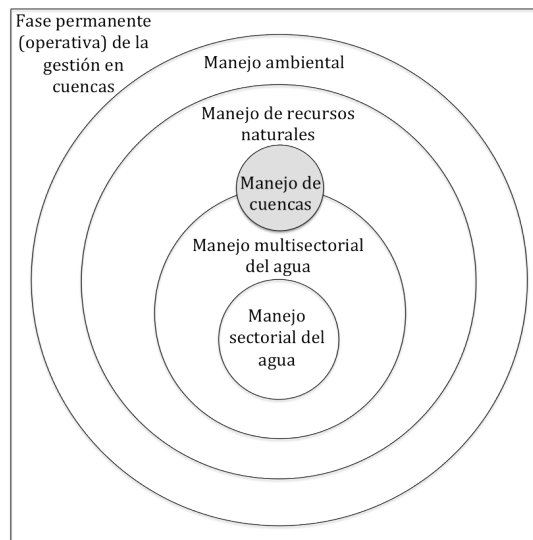 Fase permanente
(operativa) de la
gestión en
cuencas
Manejo ambiental
Manejo de recursos
naturales
Manejo de
cuencas
Manejo multisectorial
del agua
Manejo
sectorial del
agua